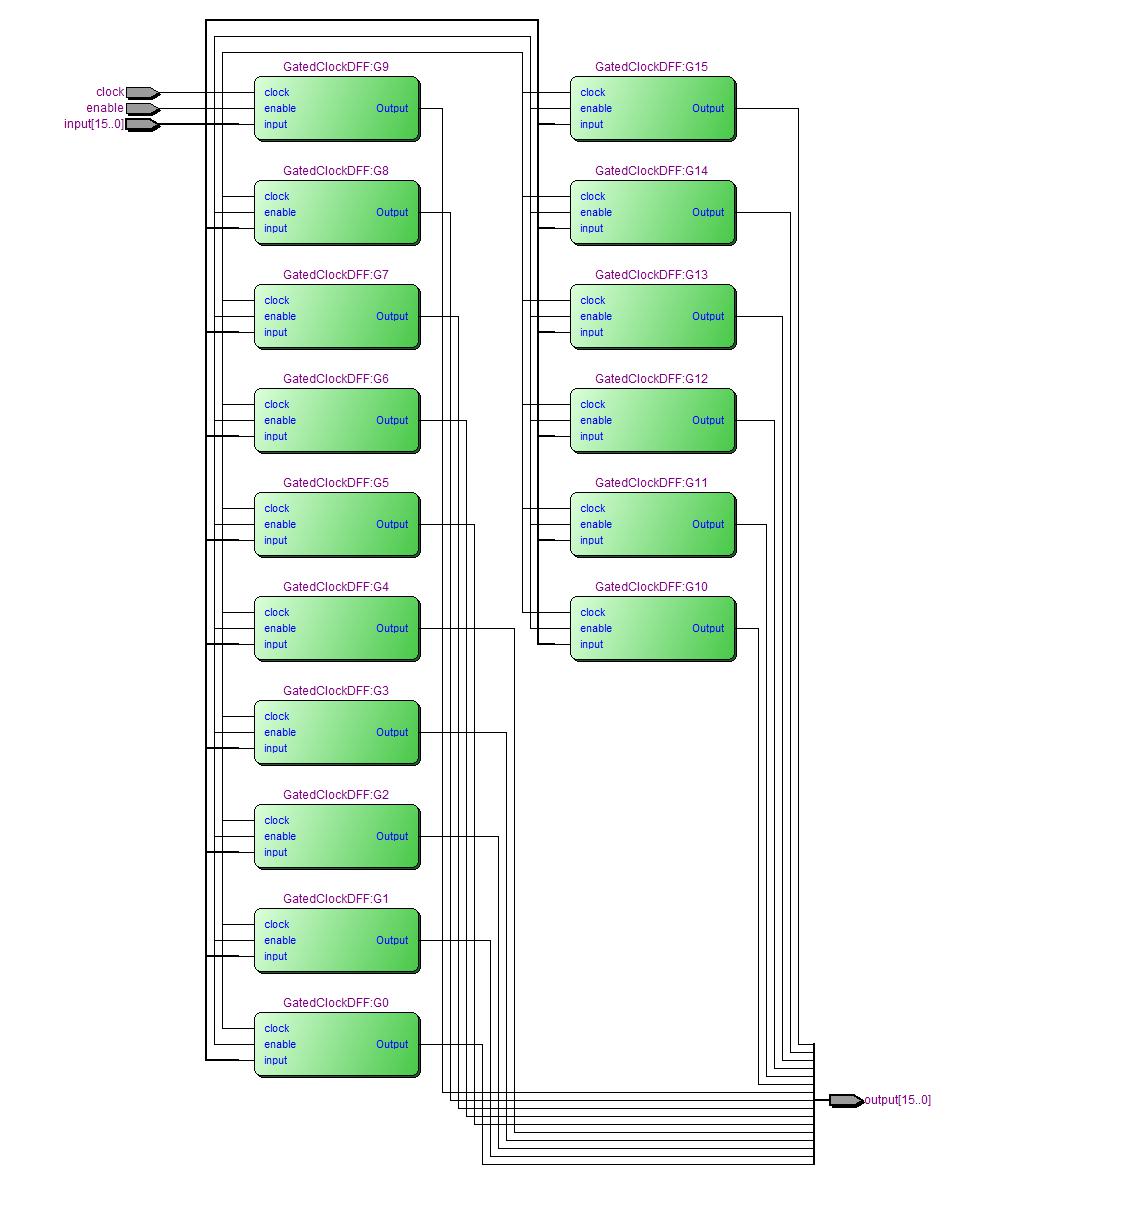 clock
enable
input[15..0]
GatedClockDFF:G9
clock
enable Output
input
GatedClockDFF:G8
clock
enable Output
input
GatedClockDFF:G7
clock
enable Output
input
GatedClockDFF:G6
clock
enable Output
input
GatedClockDFF:G5
clock
enable Output
input
GatedClockDFF:G4
clock
enable Output
input
GatedClockDFF:G3
clock
enable Output
input
GatedClockDFF:G2
clock
enable Output
input
GatedClockDFF:G1
clock
enable Output
input
GatedClockDFF:G0
clock
enable Output
input
GatedClockDFF:G15
clock
enable Output
input
GatedClockDFF:G14
clock
enable Output
input
GatedClockDFF:G13
clock
enable Output
input
GatedClockDFF:G12
clock
enable Output
input
GatedClockDFF:G11
clock
enable Output
input
GatedClockDFF:G10
clock
enable Output
input
output[15..0]